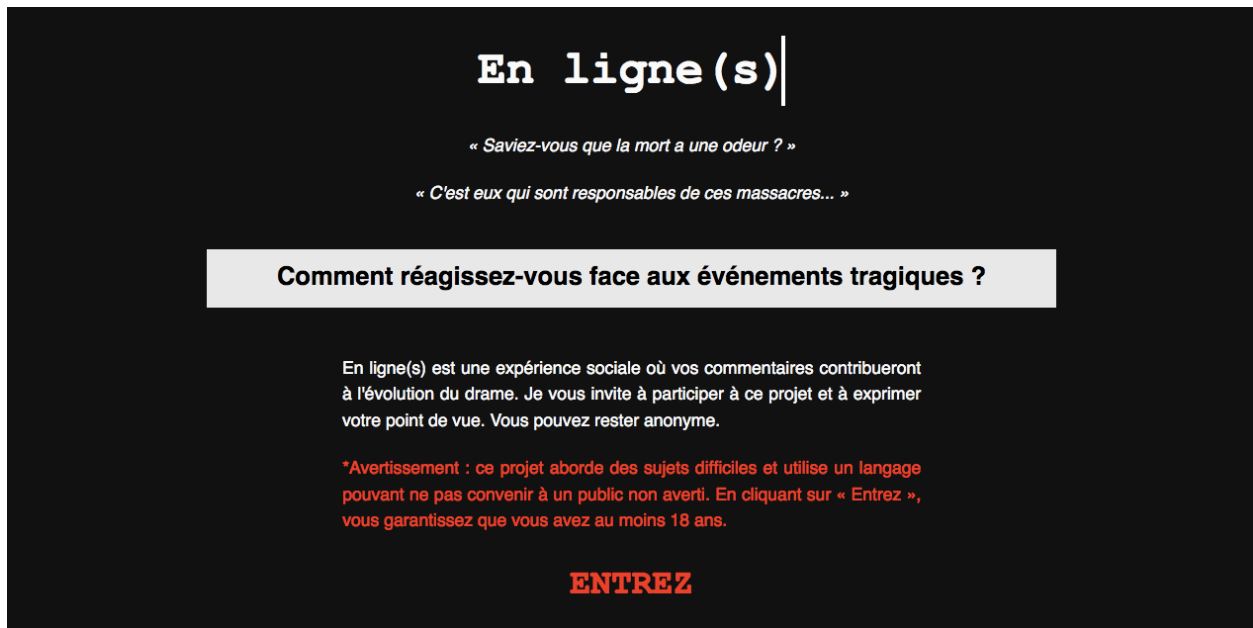 En ligne(s)
« Saviez-vous que la mort a une odeur ? »
« C'est eux qui sont responsables de ces massacres... »
Comment réagissez-vous face aux événements tragiques ?
En ligne(s) est une expérience sociale où vos commentaires contribueront
à l'évolution du drame. Je vous invite à participer à ce projet et à exprimer
votre point de vue. Vous pouvez rester anonyme.
*Avertissement : ce projet aborde des sujets difficiles et utilise un langage
pouvant ne pas convenir à un public non averti. En cliquant sur « Entrez »,
vous garantissez que vous avez au moins 18 ans.
ENTREZ